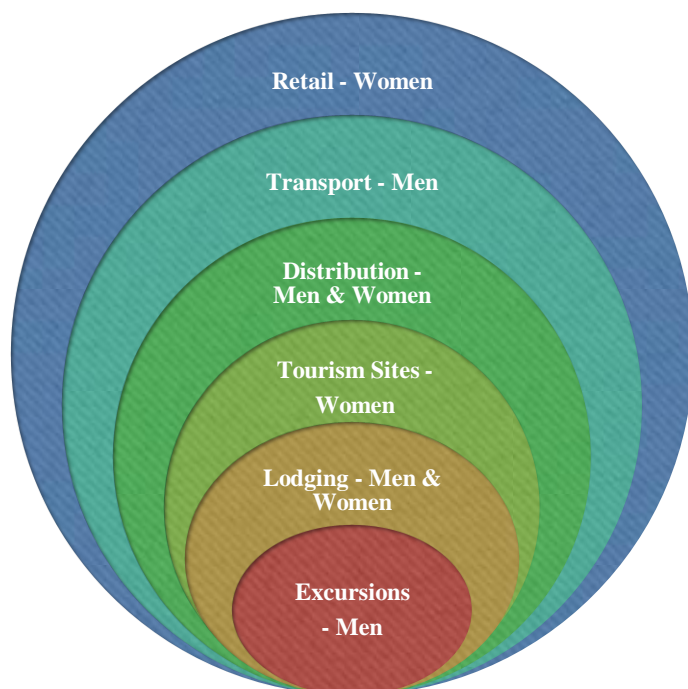 Retail - Women
Transport - Men
Distribution -
Men & Women
Tourism Sites -
Women
Lodging - Men &
Women
Excursions
- Men